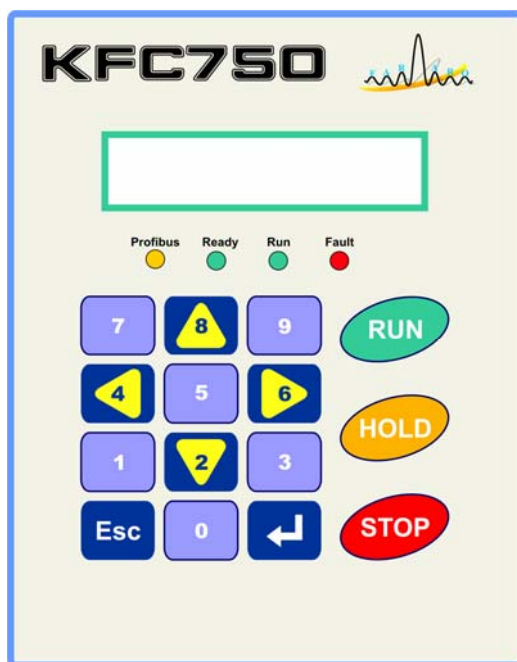 KFC750
Profibus Ready Run Fault
7 8 9 RUN
4 5 6
HOLD
1 2 3
Esc 0 STOP